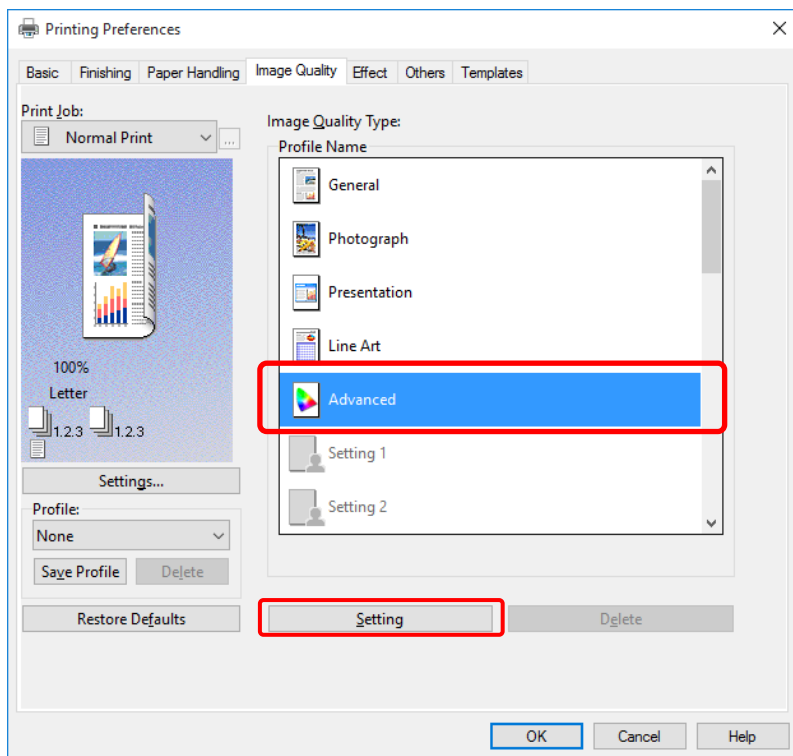 Printing Preferences
Basic Finishing Paper Handling Image Quality Effect Others Templates
Print Job:
Normal Print
...
100%
Letter
1.2.3 1.2.3
Settings...
Profile:
None
Save Profile Delete
Restore Defaults
Image Quality Type:
Profile Name
General
Photograph
Presentation
Line Art
Advanced
Setting 1
Setting 2
Setting Delete
OK Cancel Help